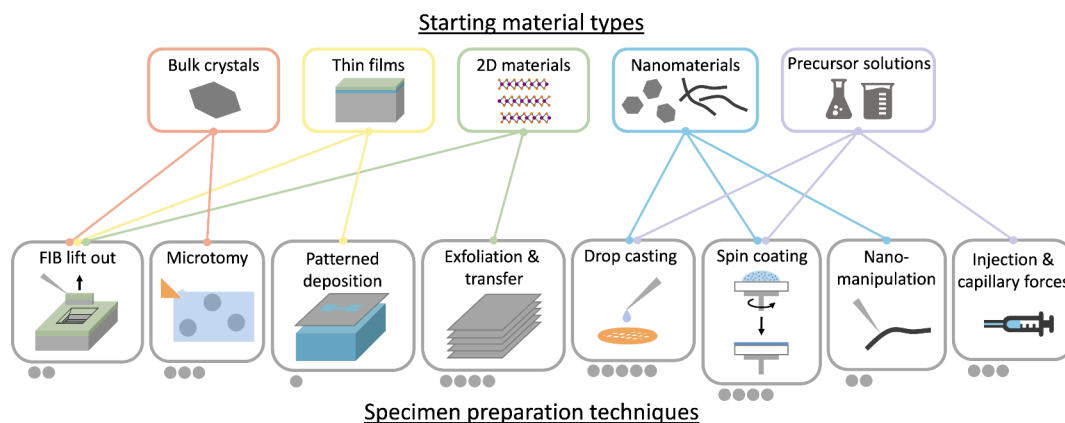 Starting material types
Bulk crystals
Thin films
2D materials
Nanomaterials
Precursor solutions
FIB lift out
Microtomy
Patterned
deposition
Exfoliation &
transfer
Drop casting
Spin coating
Nano-
manipulation
Injection &
capillary forces
Specimen preparation techniques